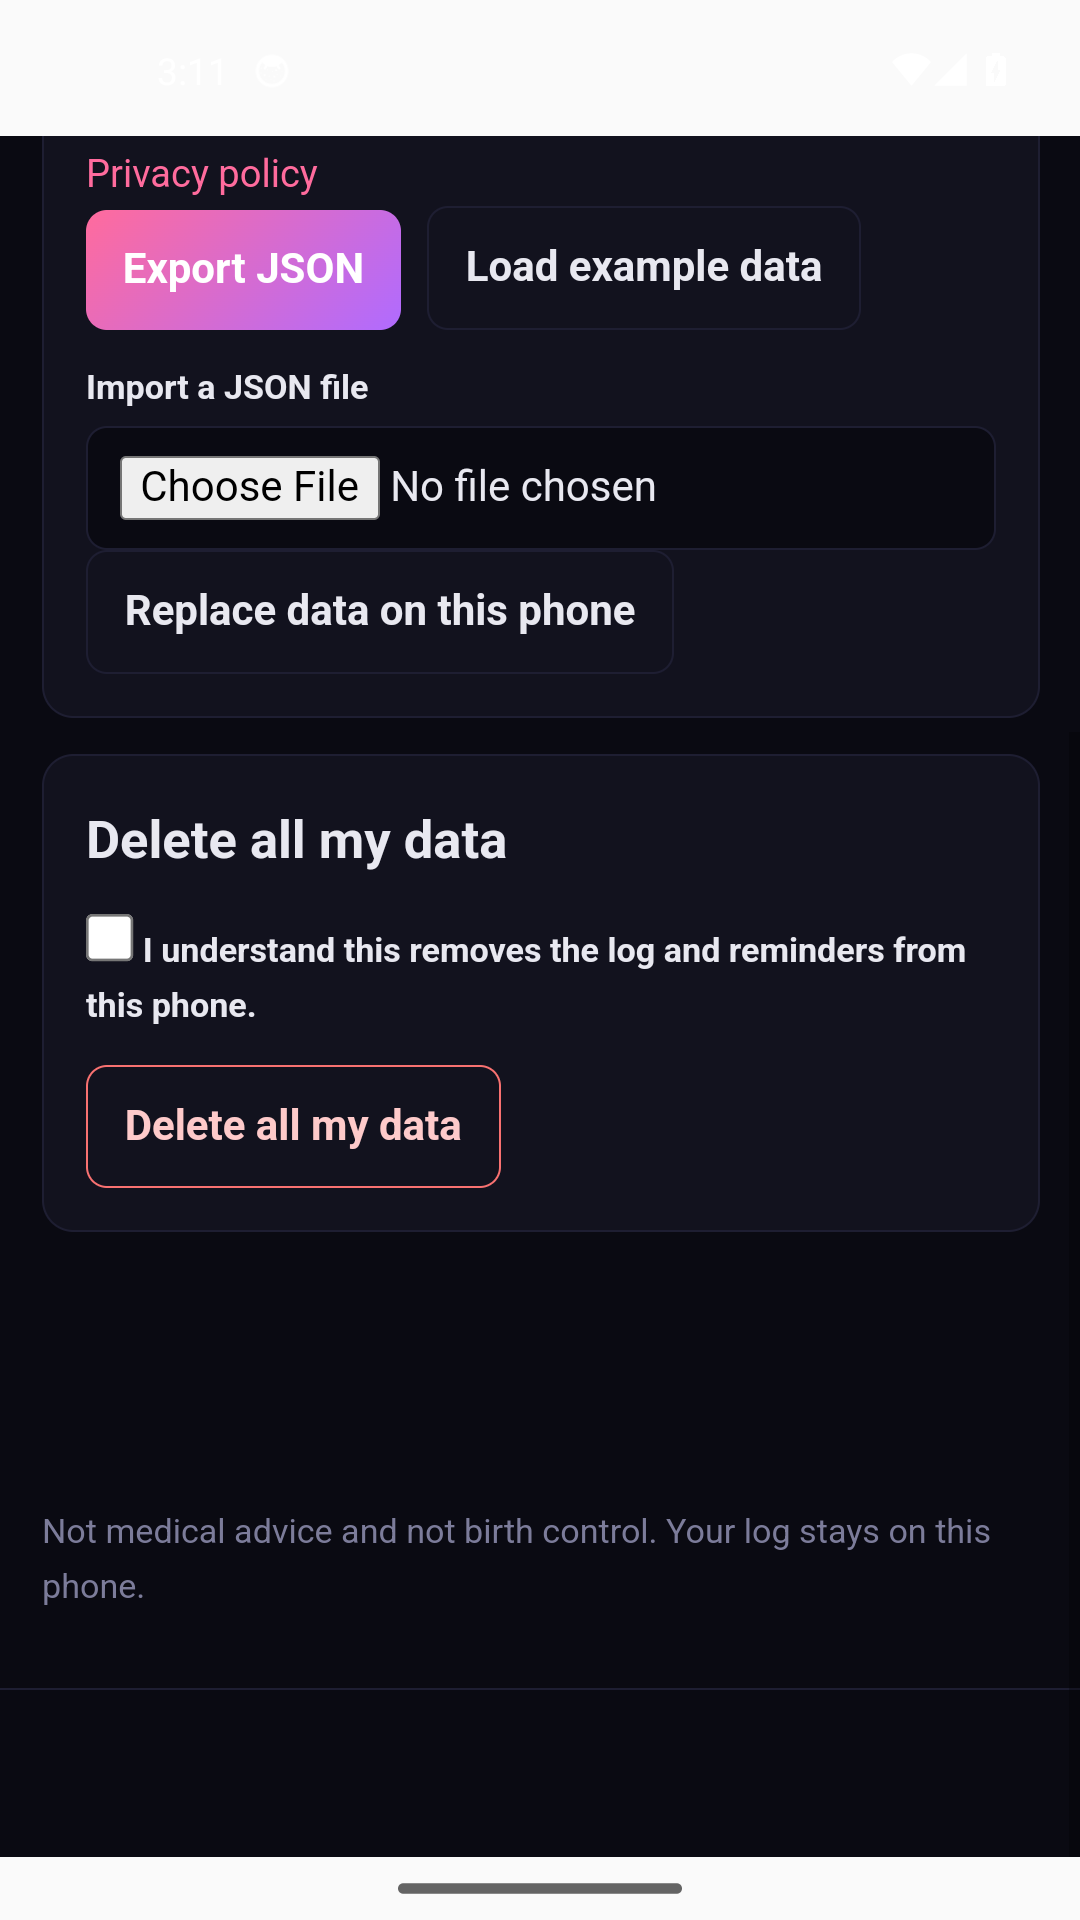 3:11
Privacy policy
Export JSON
Load example data
Import a JSON file
Choose File No file chosen
Replace data on this phone
Delete all my data
I understand this removes the log and reminders from
this phone.
Delete all my data
Not medical advice and not birth control. Your log stays on this
phone.